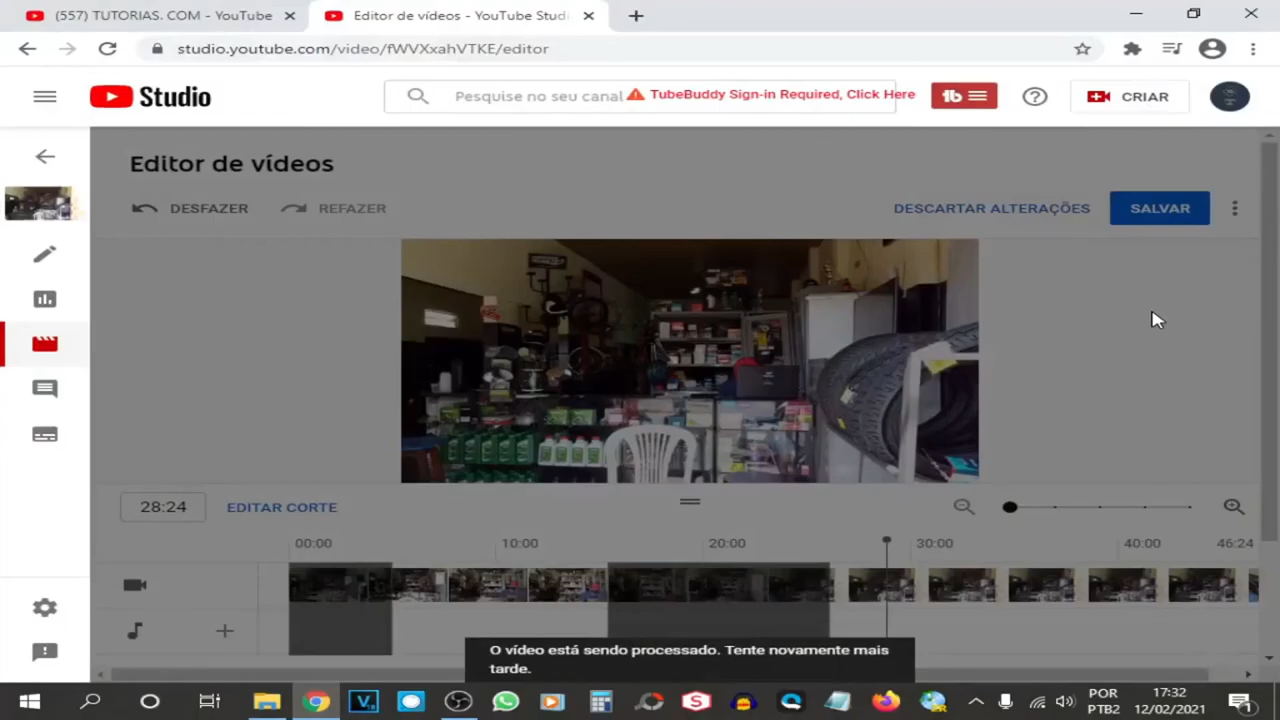 (557) TUTORIAS. COM - YouTube
Editor de vídeos - YouTube Studi
studio.youtube.com/video/fWVXxahVTKE/editor
Studio
Pesquise no seu canal
TubeBuddy Sign-in Required, Click Here
tb
CRIAR
Editor de vídeos
DESFAZER
REFAZER
DESCARTAR ALTERAÇÕES
SALVAR
28:24
EDITAR CORTE
00:00
10:00
20:00
30:00
40:00
46:24
O vídeo está sendo processado. Tente novamente mais
tarde.
POR
PTB2
17:32
12/02/2021